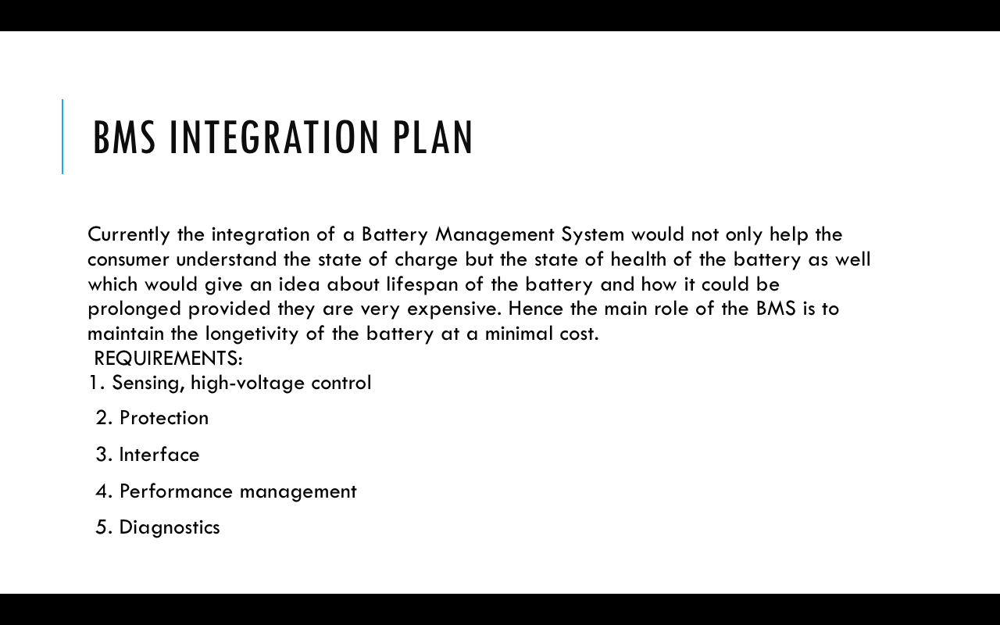 BMS INTEGRATION PLAN
Currently the integration of a Battery Management System would not only help the
consumer understand the state of charge but the state of health of the battery as well
which would give an idea about lifespan of the battery and how it could be
prolonged provided they are very expensive. Hence the main role of the BMS is to
maintain the longetivity of the battery at a minimal cost.
REQUIREMENTS:
1. Sensing, high-voltage control
2. Protection
3. Interface
4. Performance management
5. Diagnostics